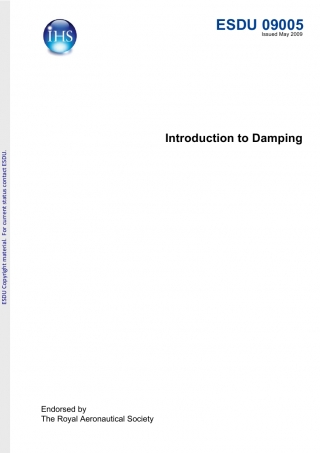 IHS
ESDU 09005
Issued May 2009
Introduction to Damping
ESDU Copyright material. For current status contact ESDU.
Endorsed by
The Royal Aeronautical Society